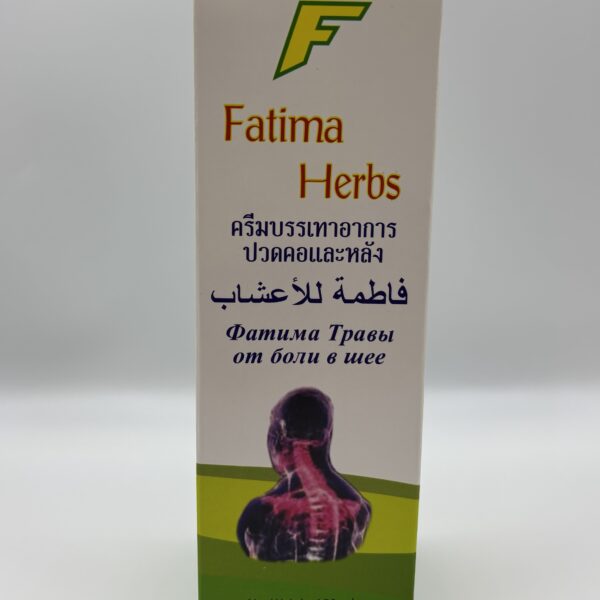 F
Fatima
Herbs
ครีมบรรเทาอาการ
ปวดคอและหลัง
فاطمة للأعشاب
Фатима Травы
от боли в шее